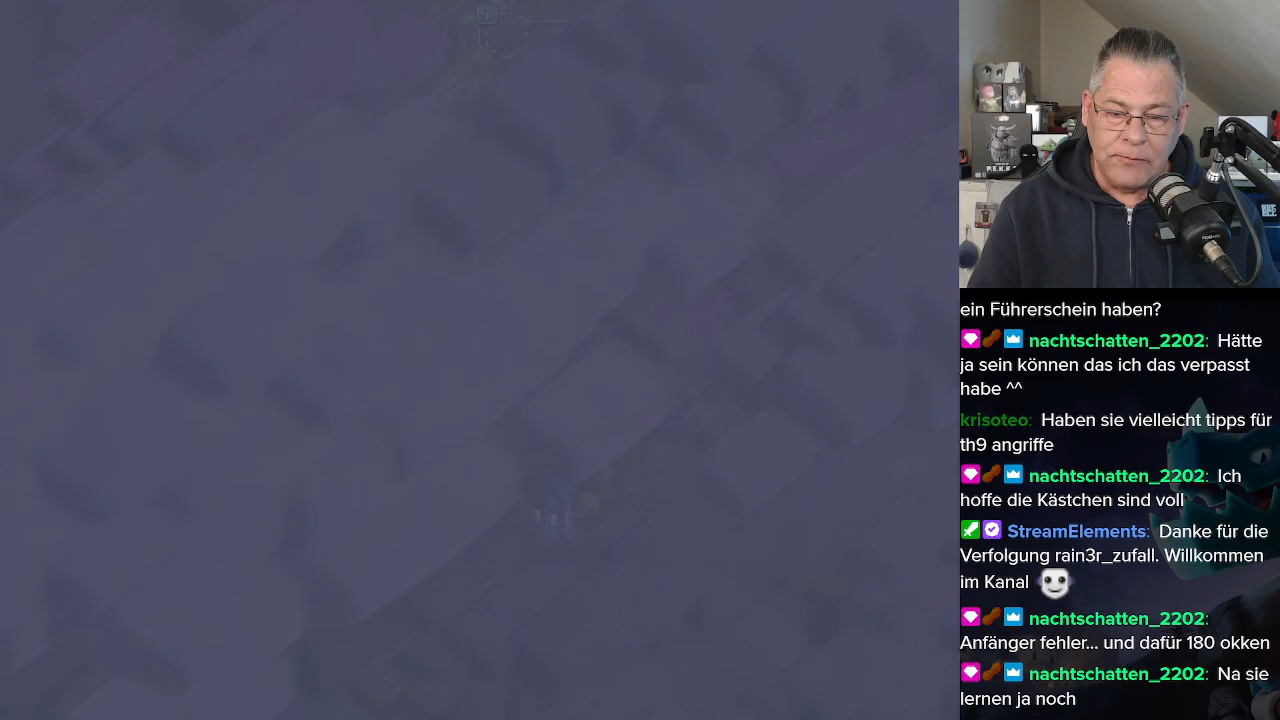 P.E.K.K.A
ein Führerschein haben?
nachtschatten_2202: Hätte
ja sein können das ich das verpasst
habe ^^
krisoteo: Haben sie vielleicht tipps für
th9 angriffe
nachtschatten_2202: Ich
hoffe die Kästchen sind voll
StreamElements: Danke für die
Verfolgung rain3r_zufall. Willkommen
im Kanal
nachtschatten_2202:
Anfänger fehler... und dafür 180 okken
nachtschatten_2202: Na sie
lernen ja noch